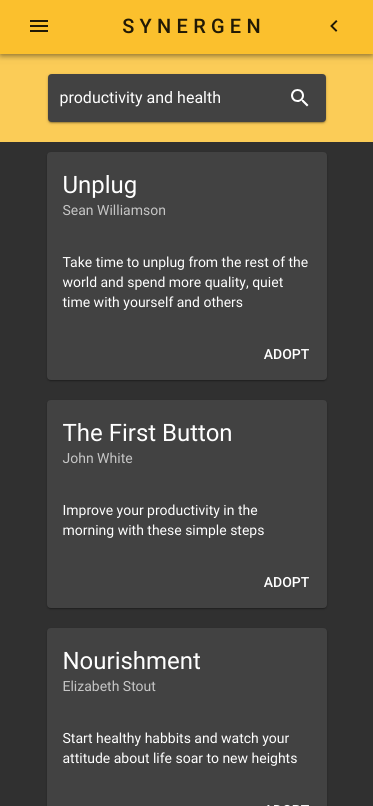 SYNERGEN
productivity and health
Unplug
Sean Williamson
Take time to unplug from the rest of the
world and spend more quality, quiet
time with yourself and others
ADOPT
The First Button
John White
Improve your productivity in the
morning with these simple steps
ADOPT
Nourishment
Elizabeth Stout
Start healthy habbits and watch your
attitude about life soar to new heights